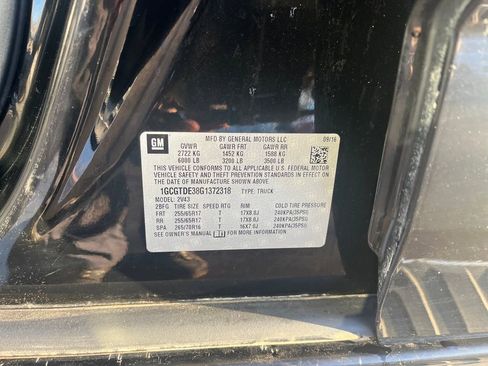 GM
MFD BY GENERAL MOTORS LLC
09/16
GVWR GAWR FRT GAWR RR
2722 KG 1452 KG 1588 KG
6000 LB 3200 LB 3500 LB
THIS VEHICLE CONFORMS TO ALL APPLICABLE U.S. FEDERAL MOTOR
VEHICLE SAFETY AND THEFT PREVENTION STANDARDS IN EFFECT ON THE
DATE OF MANUFACTURE SHOWN ABOVE.
1GCGTDE38G1372318 TYPE: TRUCK
MODEL: 2V43
2BFG TIRE SIZE SPEED RTG RIM COLD TIRE PRESSURE
FRT 255/65R17 T 17X8.0J 240KPA(35PSI)
RR 255/65R17 T 17X8.0J 240KPA(35PSI)
SPA 265/70R16 T 16X7.0J 240KPA(35PSI)
SEE OWNER'S MANUAL FOR MORE INFORMATION